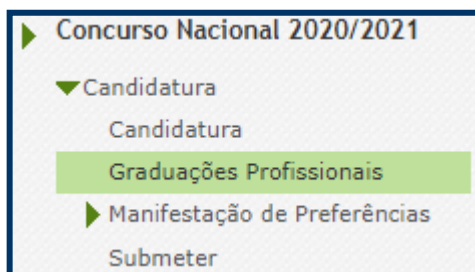 Concurso Nacional 2020/2021
Candidatura
Candidatura
Graduações Profissionais
Manifestação de Preferências
Submeter